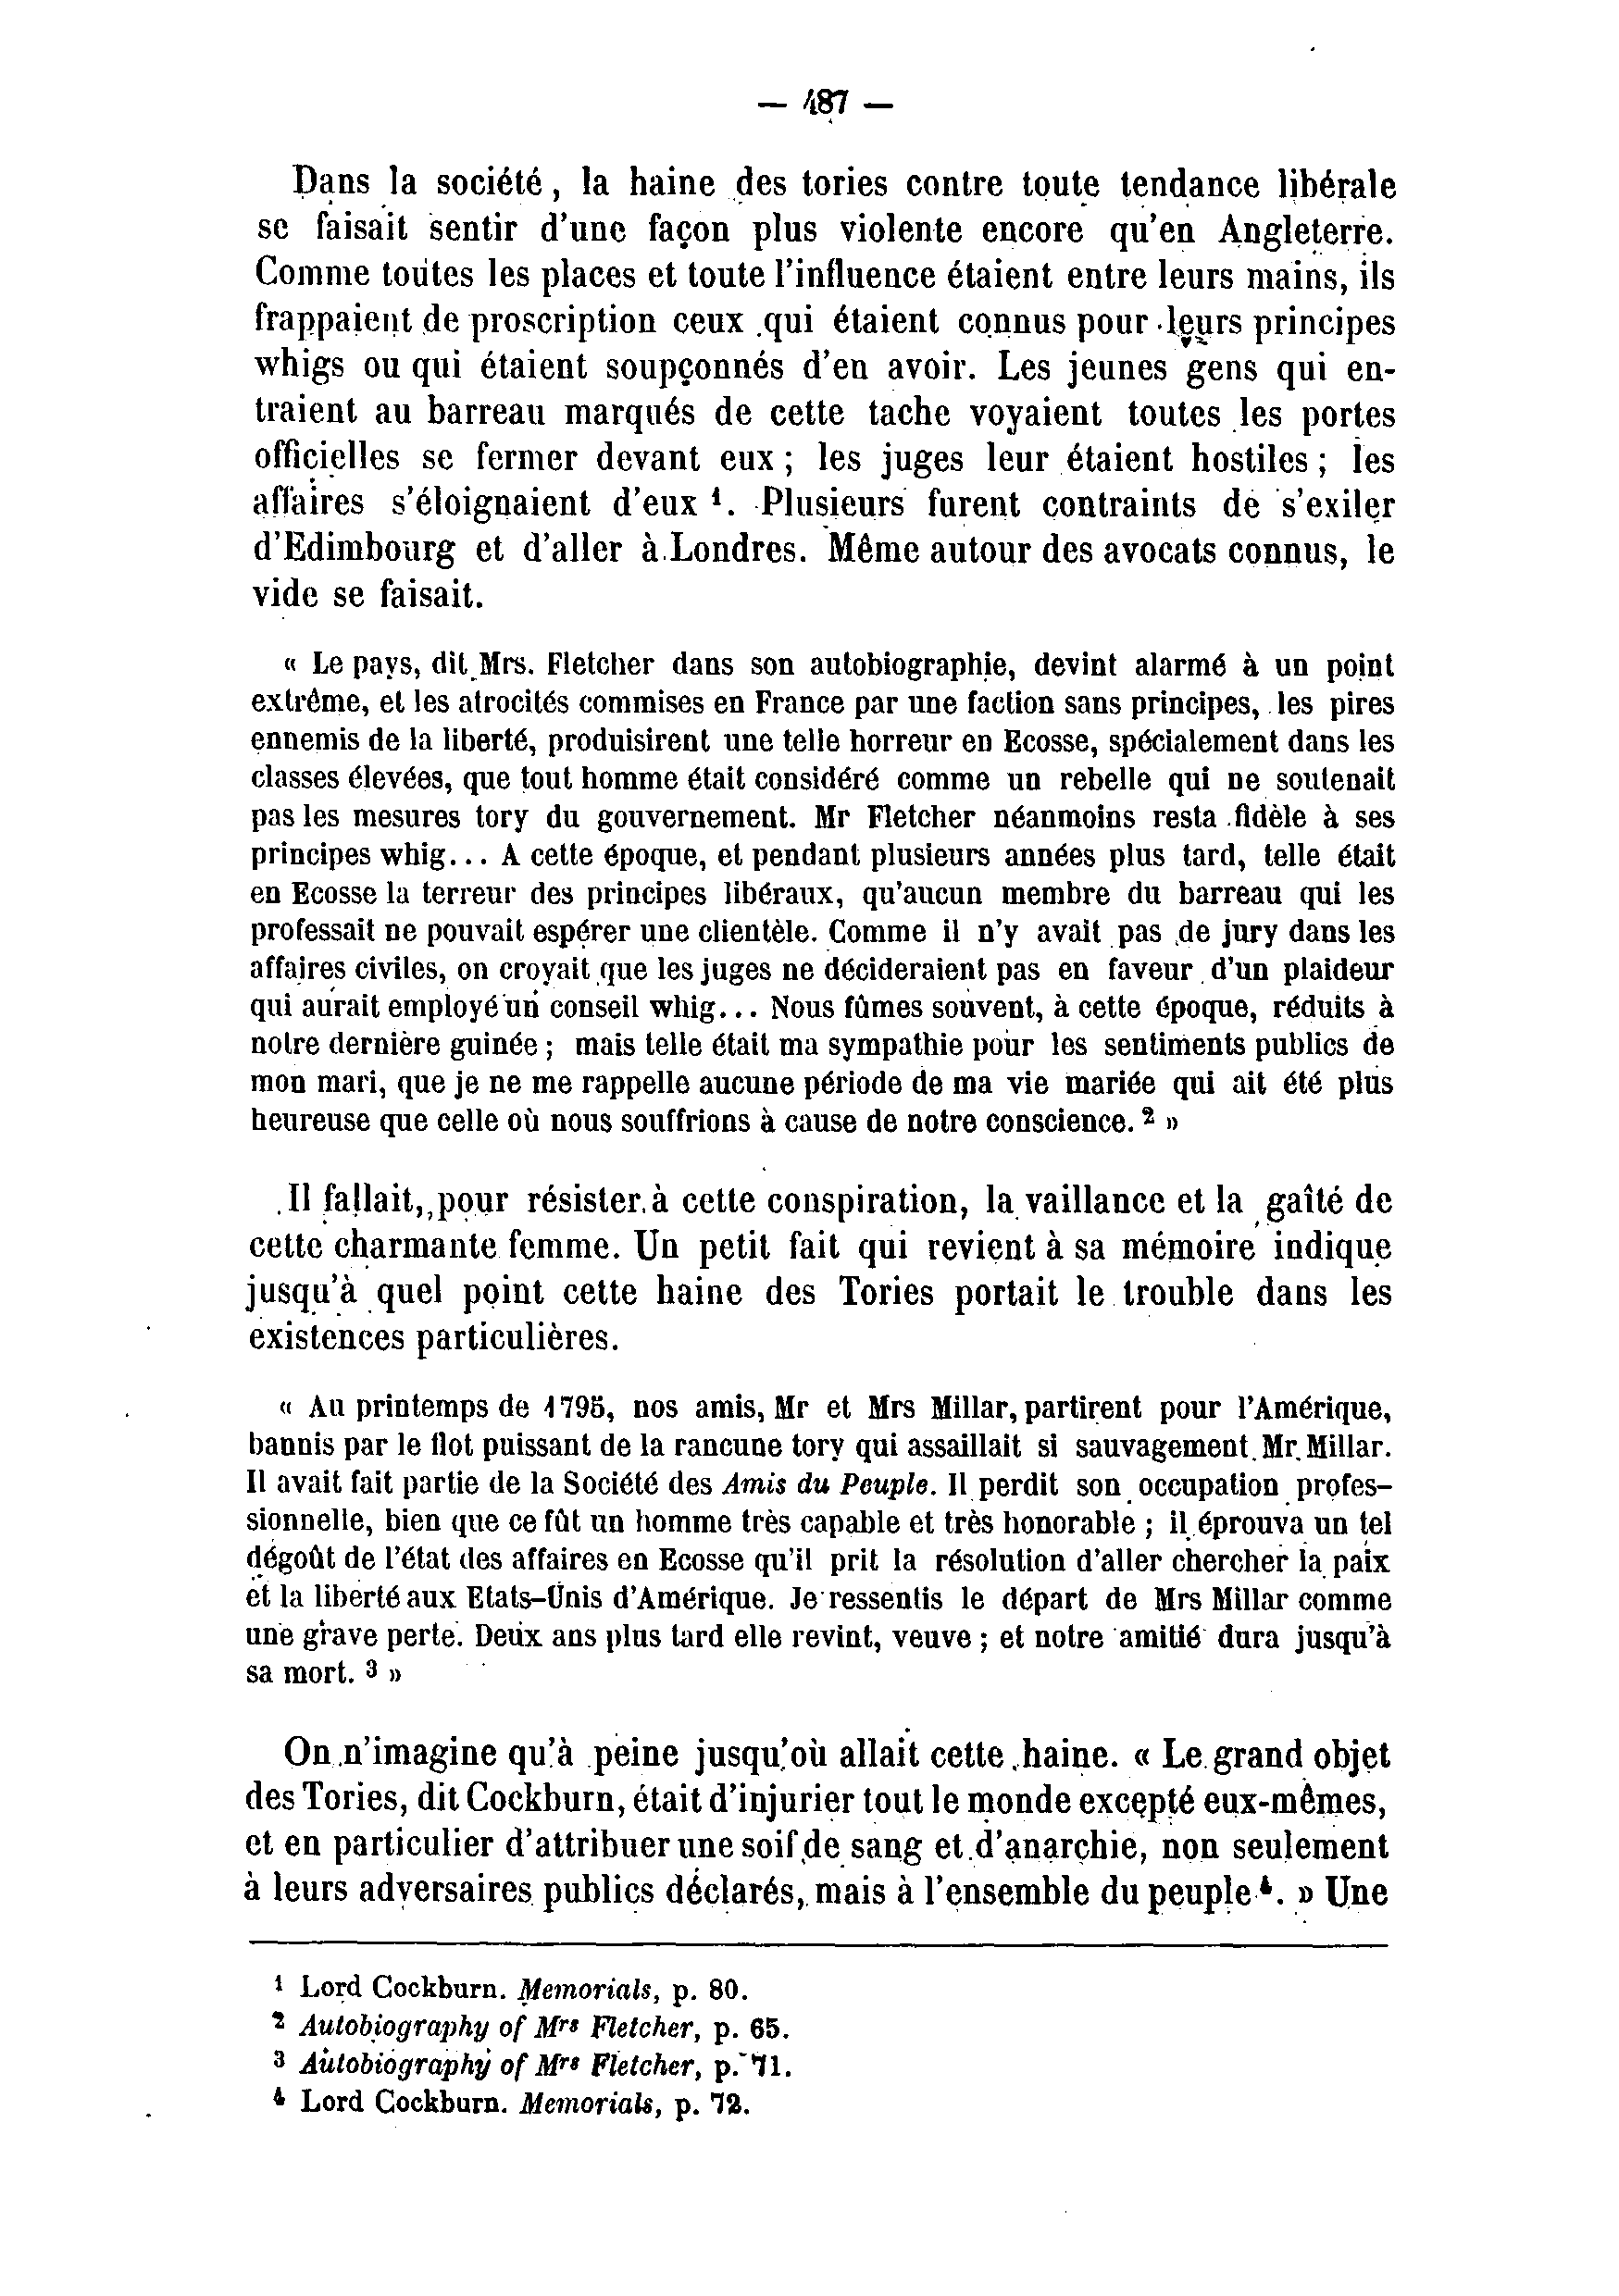 — 487 —
Dans la société, la haine des tories contre toute tendance libérale
se faisait sentir d'une façon plus violente encore qu'en Angleterre.
Comme toutes les places et toute l'influence étaient entre leurs mains, ils
frappaient de proscription ceux qui étaient connus pour leurs principes
whigs ou qui étaient soupçonnés d'en avoir. Les jeunes gens qui en-
traient au barreau marqués de cette tache voyaient toutes les portes
officielles se fermer devant eux ; les juges leur étaient hostiles ; les
affaires s'éloignaient d'eux ¹. Plusieurs furent contraints de s'exiler
d'Edimbourg et d'aller à Londres. Même autour des avocats connus, le
vide se faisait.
« Le pays, dit Mrs. Fletcher dans son autobiographie, devint alarmé à un point
extrême, et les atrocités commises en France par une faction sans principes, les pires
ennemis de la liberté, produisirent une telle horreur en Ecosse, spécialement dans les
classes élevées, que tout homme était considéré comme un rebelle qui ne soutenait
pas les mesures tory du gouvernement. Mr Fletcher néanmoins resta fidèle à ses
principes whig... A cette époque, et pendant plusieurs années plus tard, telle était
en Ecosse la terreur des principes libéraux, qu'aucun membre du barreau qui les
professait ne pouvait espérer une clientèle. Comme il n'y avait pas de jury dans les
affaires civiles, on croyait que les juges ne décideraient pas en faveur d'un plaideur
qui aurait employé un conseil whig... Nous fûmes souvent, à cette époque, réduits à
notre dernière guinée ; mais telle était ma sympathie pour les sentiments publics de
mon mari, que je ne me rappelle aucune période de ma vie mariée qui ait été plus
heureuse que celle où nous souffrions à cause de notre conscience. ² »
Il fallait, pour résister à cette conspiration, la vaillance et la gaîté de
cette charmante femme. Un petit fait qui revient à sa mémoire indique
jusqu'à quel point cette haine des Tories portait le trouble dans les
existences particulières.
« Au printemps de 1795, nos amis, Mr et Mrs Millar, partirent pour l'Amérique,
bannis par le flot puissant de la rancune tory qui assaillait si sauvagement Mr Millar.
Il avait fait partie de la Société des Amis du Peuple. Il perdit son occupation profes-
sionnelle, bien que ce fût un homme très capable et très honorable ; il éprouva un tel
dégoût de l'état des affaires en Ecosse qu'il prit la résolution d'aller chercher la paix
et la liberté aux Etats-Unis d'Amérique. Je ressentis le départ de Mrs Millar comme
une grave perte. Deux ans plus tard elle revint, veuve ; et notre amitié dura jusqu'à
sa mort. ³ »
On n'imagine qu'à peine jusqu'où allait cette haine. « Le grand objet
des Tories, dit Cockburn, était d'injurier tout le monde excepté eux-mêmes,
et en particulier d'attribuer une soif de sang et d'anarchie, non seulement
à leurs adversaires publics déclarés, mais à l'ensemble du peuple ⁴. » Une
¹ Lord Cockburn. Memorials, p. 80.
² Autobiography of Mrs Fletcher, p. 65.
³ Autobiography of Mrs Fletcher, p. 71.
⁴ Lord Cockburn. Memorials, p. 72.